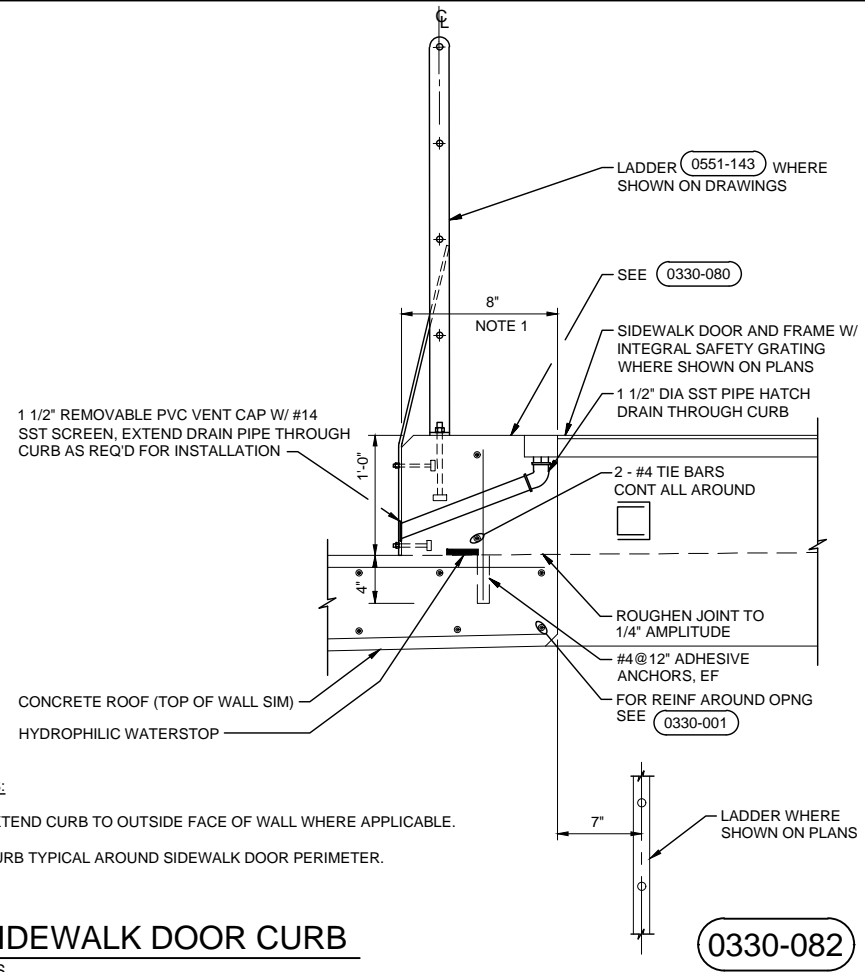 ℄
LADDER 0551-143 WHERE
SHOWN ON DRAWINGS
SEE 0330-080
8"
NOTE 1
SIDEWALK DOOR AND FRAME W/
INTEGRAL SAFETY GRATING
WHERE SHOWN ON PLANS
1 1/2" DIA SST PIPE HATCH
DRAIN THROUGH CURB
1 1/2" REMOVABLE PVC VENT CAP W/ #14
SST SCREEN, EXTEND DRAIN PIPE THROUGH
CURB AS REQ'D FOR INSTALLATION
1'-0"
2 - #4 TIE BARS
CONT ALL AROUND
4"
ROUGHEN JOINT TO
1/4" AMPLITUDE
#4@12" ADHESIVE
ANCHORS, EF
CONCRETE ROOF (TOP OF WALL SIM)
HYDROPHILIC WATERSTOP
FOR REINF AROUND OPNG
SEE 0330-001
7"
LADDER WHERE
SHOWN ON PLANS
:
TEND CURB TO OUTSIDE FACE OF WALL WHERE APPLICABLE.
URB TYPICAL AROUND SIDEWALK DOOR PERIMETER.
IDEWALK DOOR CURB
0330-082